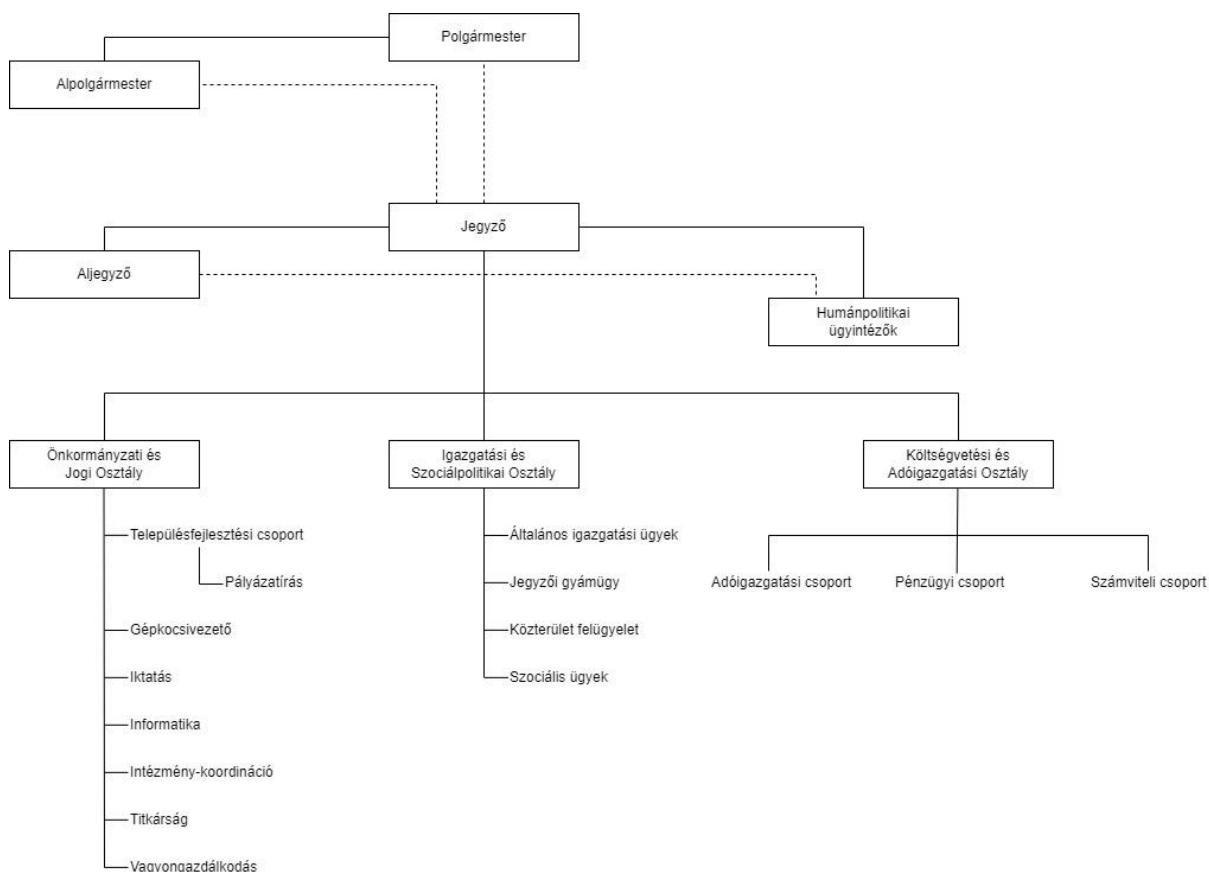 Polgármester
Alpolgármester
Jegyző
Aljegyző
Humánpolitikai
ügyintézők
Önkormányzati és
Jogi Osztály
Településfejlesztési csoport
Pályázatírás
Gépkocsivezető
Iktatás
Informatika
Intézmény-koordináció
Titkárság
Vagyongazdálkodás
Igazgatási és
Szociálpolitikai Osztály
Általános igazgatási ügyek
Jegyzői gyámügy
Közterület felügyelet
Szociális ügyek
Költségvetési és
Adóigazgatási Osztály
Adóigazgatási csoport
Pénzügyi csoport
Számviteli csoport